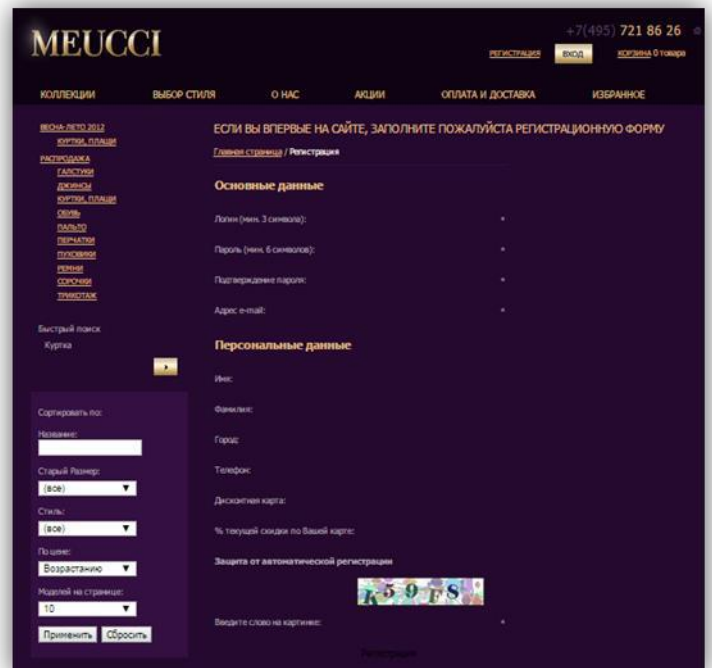 MEUCCI
+7(495) 721 86 26
РЕГИСТРАЦИЯ ВХОД КОРЗИНА 0 товара
КОЛЛЕКЦИИ ВЫБОР СТИЛЯ О НАС АКЦИИ ОПЛАТА И ДОСТАВКА ИЗБРАННОЕ
ВЕСНА-ЛЕТО 2012
КУРТКИ, ПЛАЩИ
РАСПРОДАЖА
ГАЛСТУКИ
ДЖИНСЫ
КУРТКИ, ПЛАЩИ
ОБУВЬ
ПАЛЬТО
ПЕРЧАТКИ
ПУХОВИКИ
РЕМНИ
СОРОЧКИ
ТРИКОТАЖ
Быстрый поиск
Куртка
Сортировать по:
Название:
Старый Размер:
(все)
Стиль:
(все)
По цене:
Возрастанию
Моделей на странице:
10
Применить Сбросить
ЕСЛИ ВЫ ВПЕРВЫЕ НА САЙТЕ, ЗАПОЛНИТЕ ПОЖАЛУЙСТА РЕГИСТРАЦИОННУЮ ФОРМУ
Главная страница / Регистрация
Основные данные
Логин (мин. 3 символа): *
Пароль (мин. 6 символов): *
Подтверждение пароля: *
Адрес e-mail: *
Персональные данные
Имя:
Фамилия:
Город:
Телефон:
Дисконтная карта:
% текущей скидки по Вашей карте:
Защита от автоматической регистрации
K59FS
Введите слово на картинке: *
Регистрация